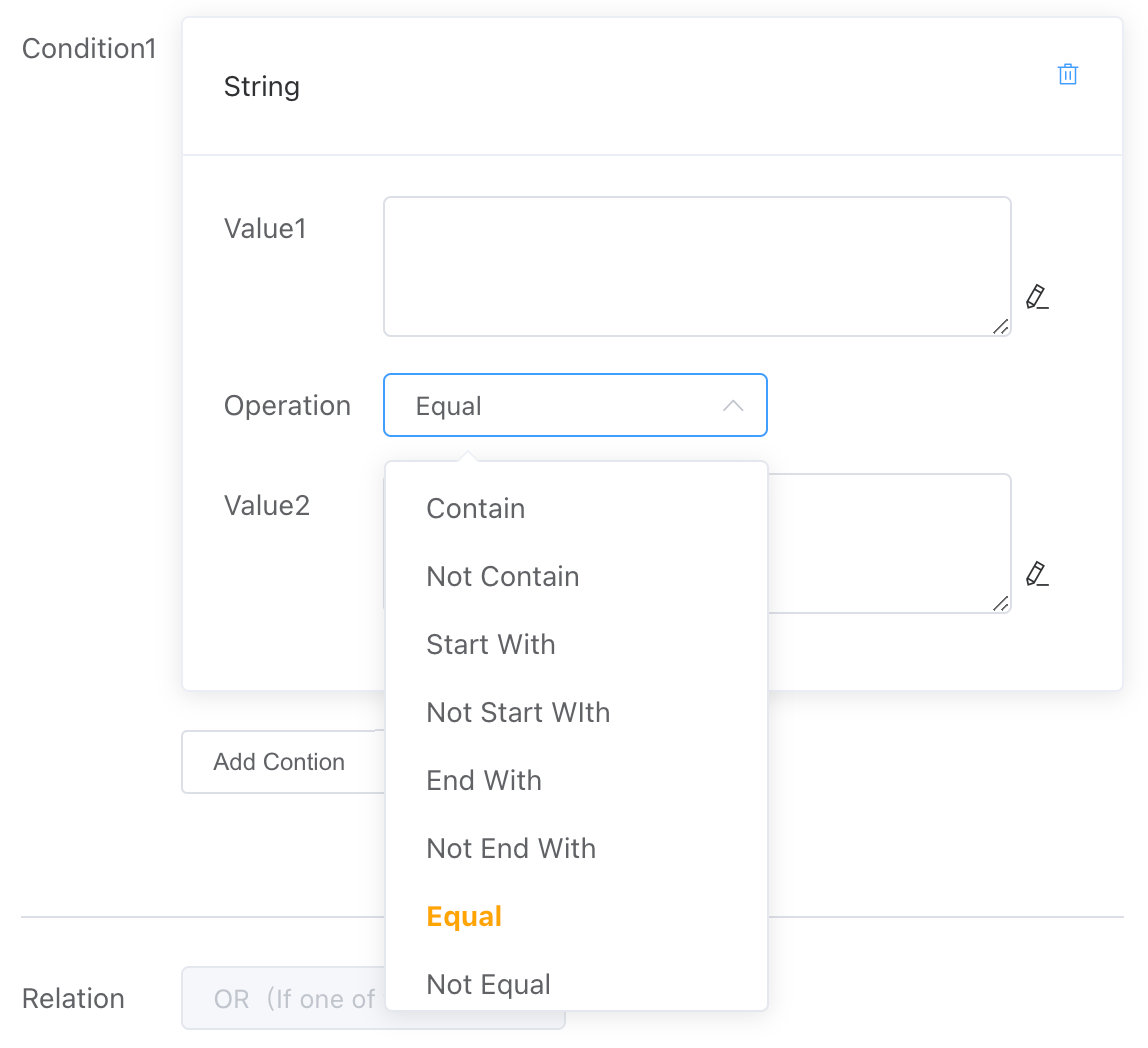 Condition1
String
Value1
Operation
Equal
Value2
Contain
Not Contain
Start With
Not Start WIth
End With
Not End With
Equal
Not Equal
Add Contion
Relation
OR (If one of